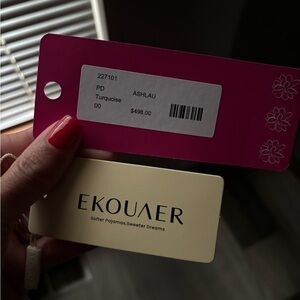 227101
PD ASHLAU
Turquoise
00 $498.00
EKOUAER
Softer Pajamas,Sweeter Dreams